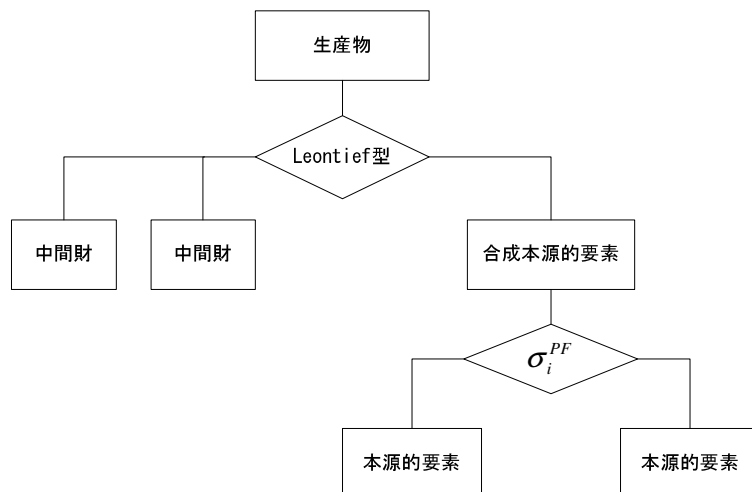 生産物
Leontief型
中間財
中間財
合成本源的要素
σ_i^{PF}
本源的要素
本源的要素